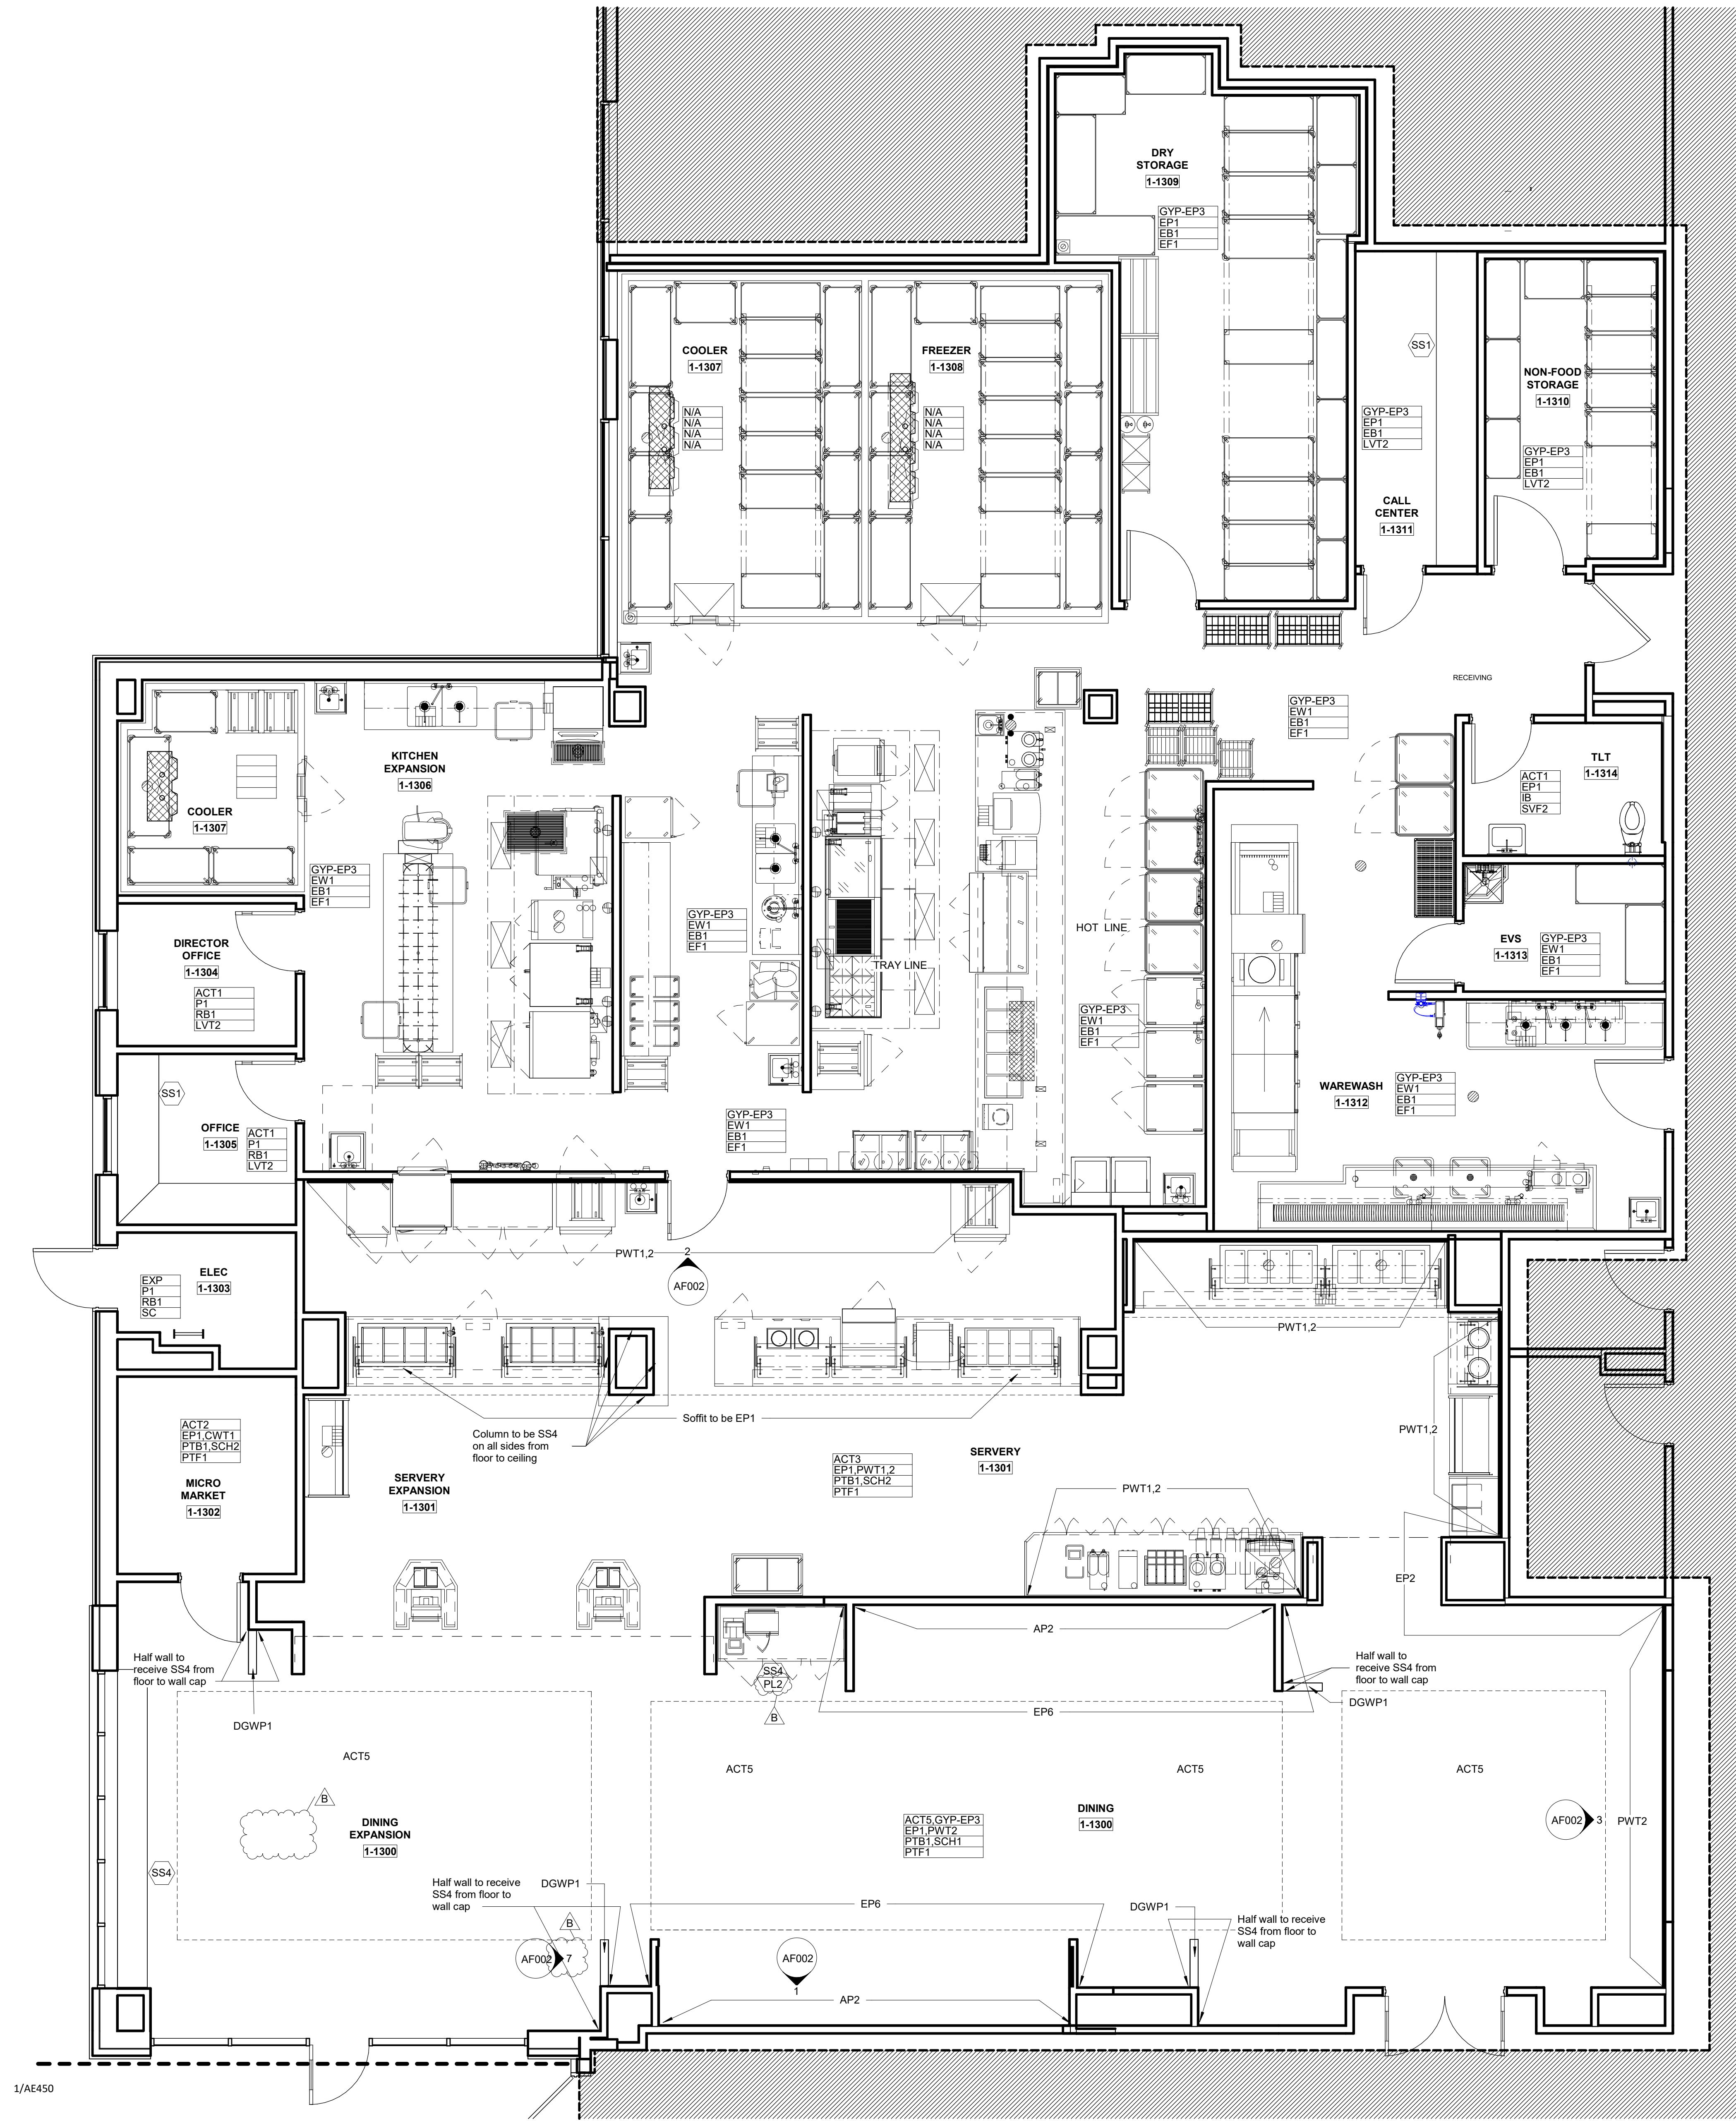 DRY
STORAGE
1-1309
GYP-EP3
EP1
EB1
EF1
COOLER
1-1307
N/A
N/A
N/A
N/A
FREEZER
1-1308
N/A
N/A
N/A
N/A
SS1
NON-FOOD
STORAGE
1-1310
GYP-EP3
EP1
EB1
LVT2
GYP-EP3
EP1
EB1
LVT2
CALL
CENTER
1-1311
RECEIVING
GYP-EP3
EW1
EB1
EF1
TLT
1-1314
ACT1
EP1
IB
SVF2
KITCHEN
EXPANSION
1-1306
COOLER
1-1307
GYP-EP3
EW1
EB1
EF1
GYP-EP3
EW1
EB1
EF1
HOT LINE
TRAY LINE
EVS
1-1313
GYP-EP3
EW1
EB1
EF1
DIRECTOR
OFFICE
1-1304
ACT1
P1
RB1
LVT2
GYP-EP3
EW1
EB1
EF1
WAREWASH
1-1312
GYP-EP3
EW1
EB1
EF1
SS1
OFFICE
1-1305
ACT1
P1
RB1
LVT2
GYP-EP3
EW1
EB1
EF1
PWT1,2
2
AF002
ELEC
1-1303
EXP
P1
RB1
SC
PWT1,2
Soffit to be EP1
Column to be SS4
on all sides from
floor to ceiling
PWT1,2
ACT2
EP1,CWT1
PTB1,SCH2
PTF1
MICRO
MARKET
1-1302
SERVERY
EXPANSION
1-1301
SERVERY
1-1301
ACT3
EP1,PWT1,2
PTB1,SCH2
PTF1
PWT1,2
EP2
AP2
Half wall to
receive SS4 from
floor to wall cap
DGWP1
SS4
PL2
B
Half wall to
receive SS4 from
floor to wall cap
DGWP1
EP6
ACT5
ACT5
ACT5
ACT5
B
DINING
EXPANSION
1-1300
DINING
1-1300
ACT5,GYP-EP3
EP1,PWT2
PTB1,SCH1
PTF1
AF002
3
PWT2
SS4
Half wall to receive
SS4 from floor to
wall cap
DGWP1
EP6
DGWP1
Half wall to receive
SS4 from floor to
wall cap
B
AF002
7
AF002
1
AP2
1/AE450